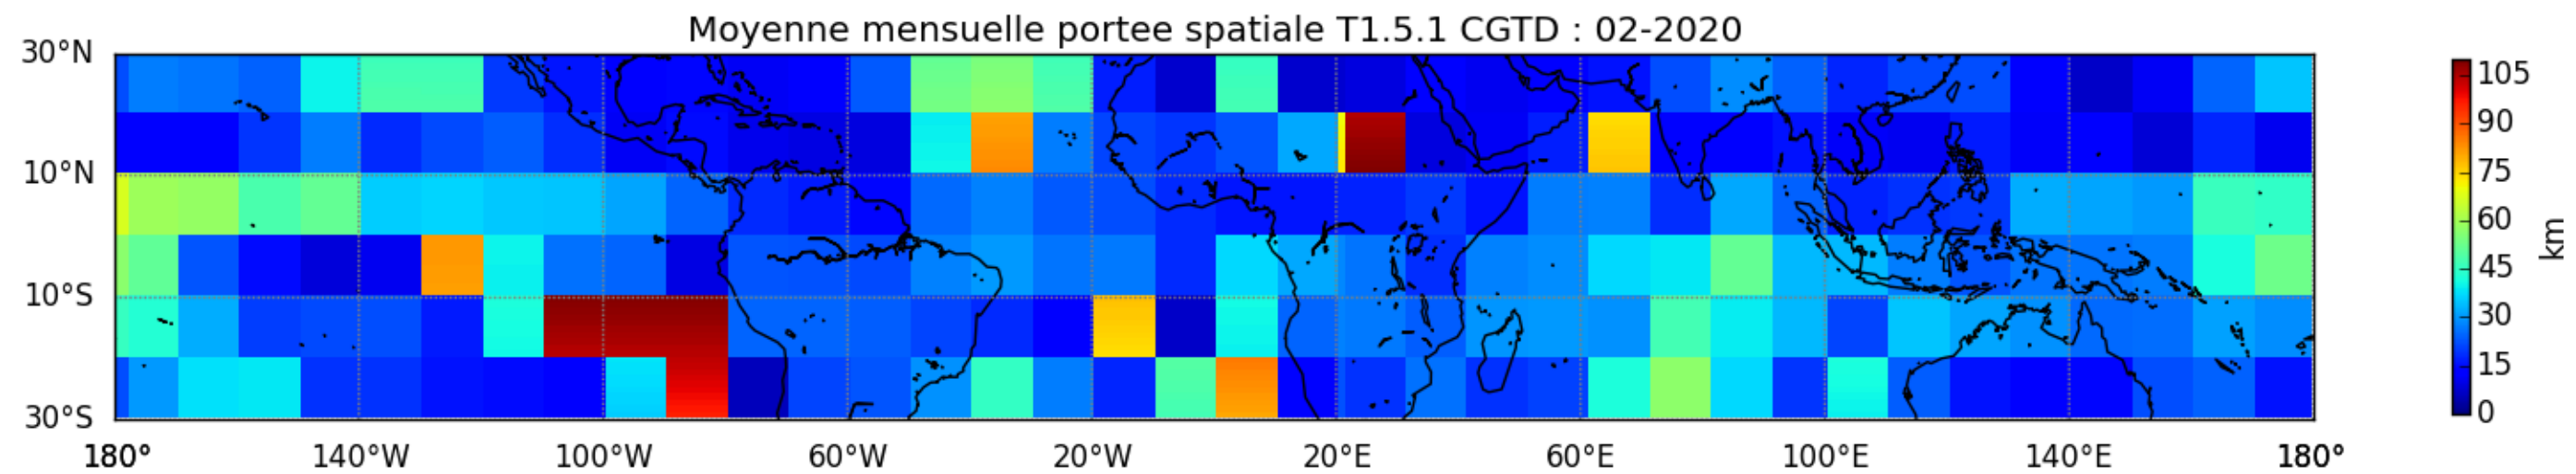 Moyenne mensuelle portee spatiale T1.5.1 CGTD : 02-2020
30°N
10°N
10°S
30°S
180° 140°W 100°W 60°W 20°W 20°E 60°E 100°E 140°E 180°
105
90
75
60
45
30
15
0
km